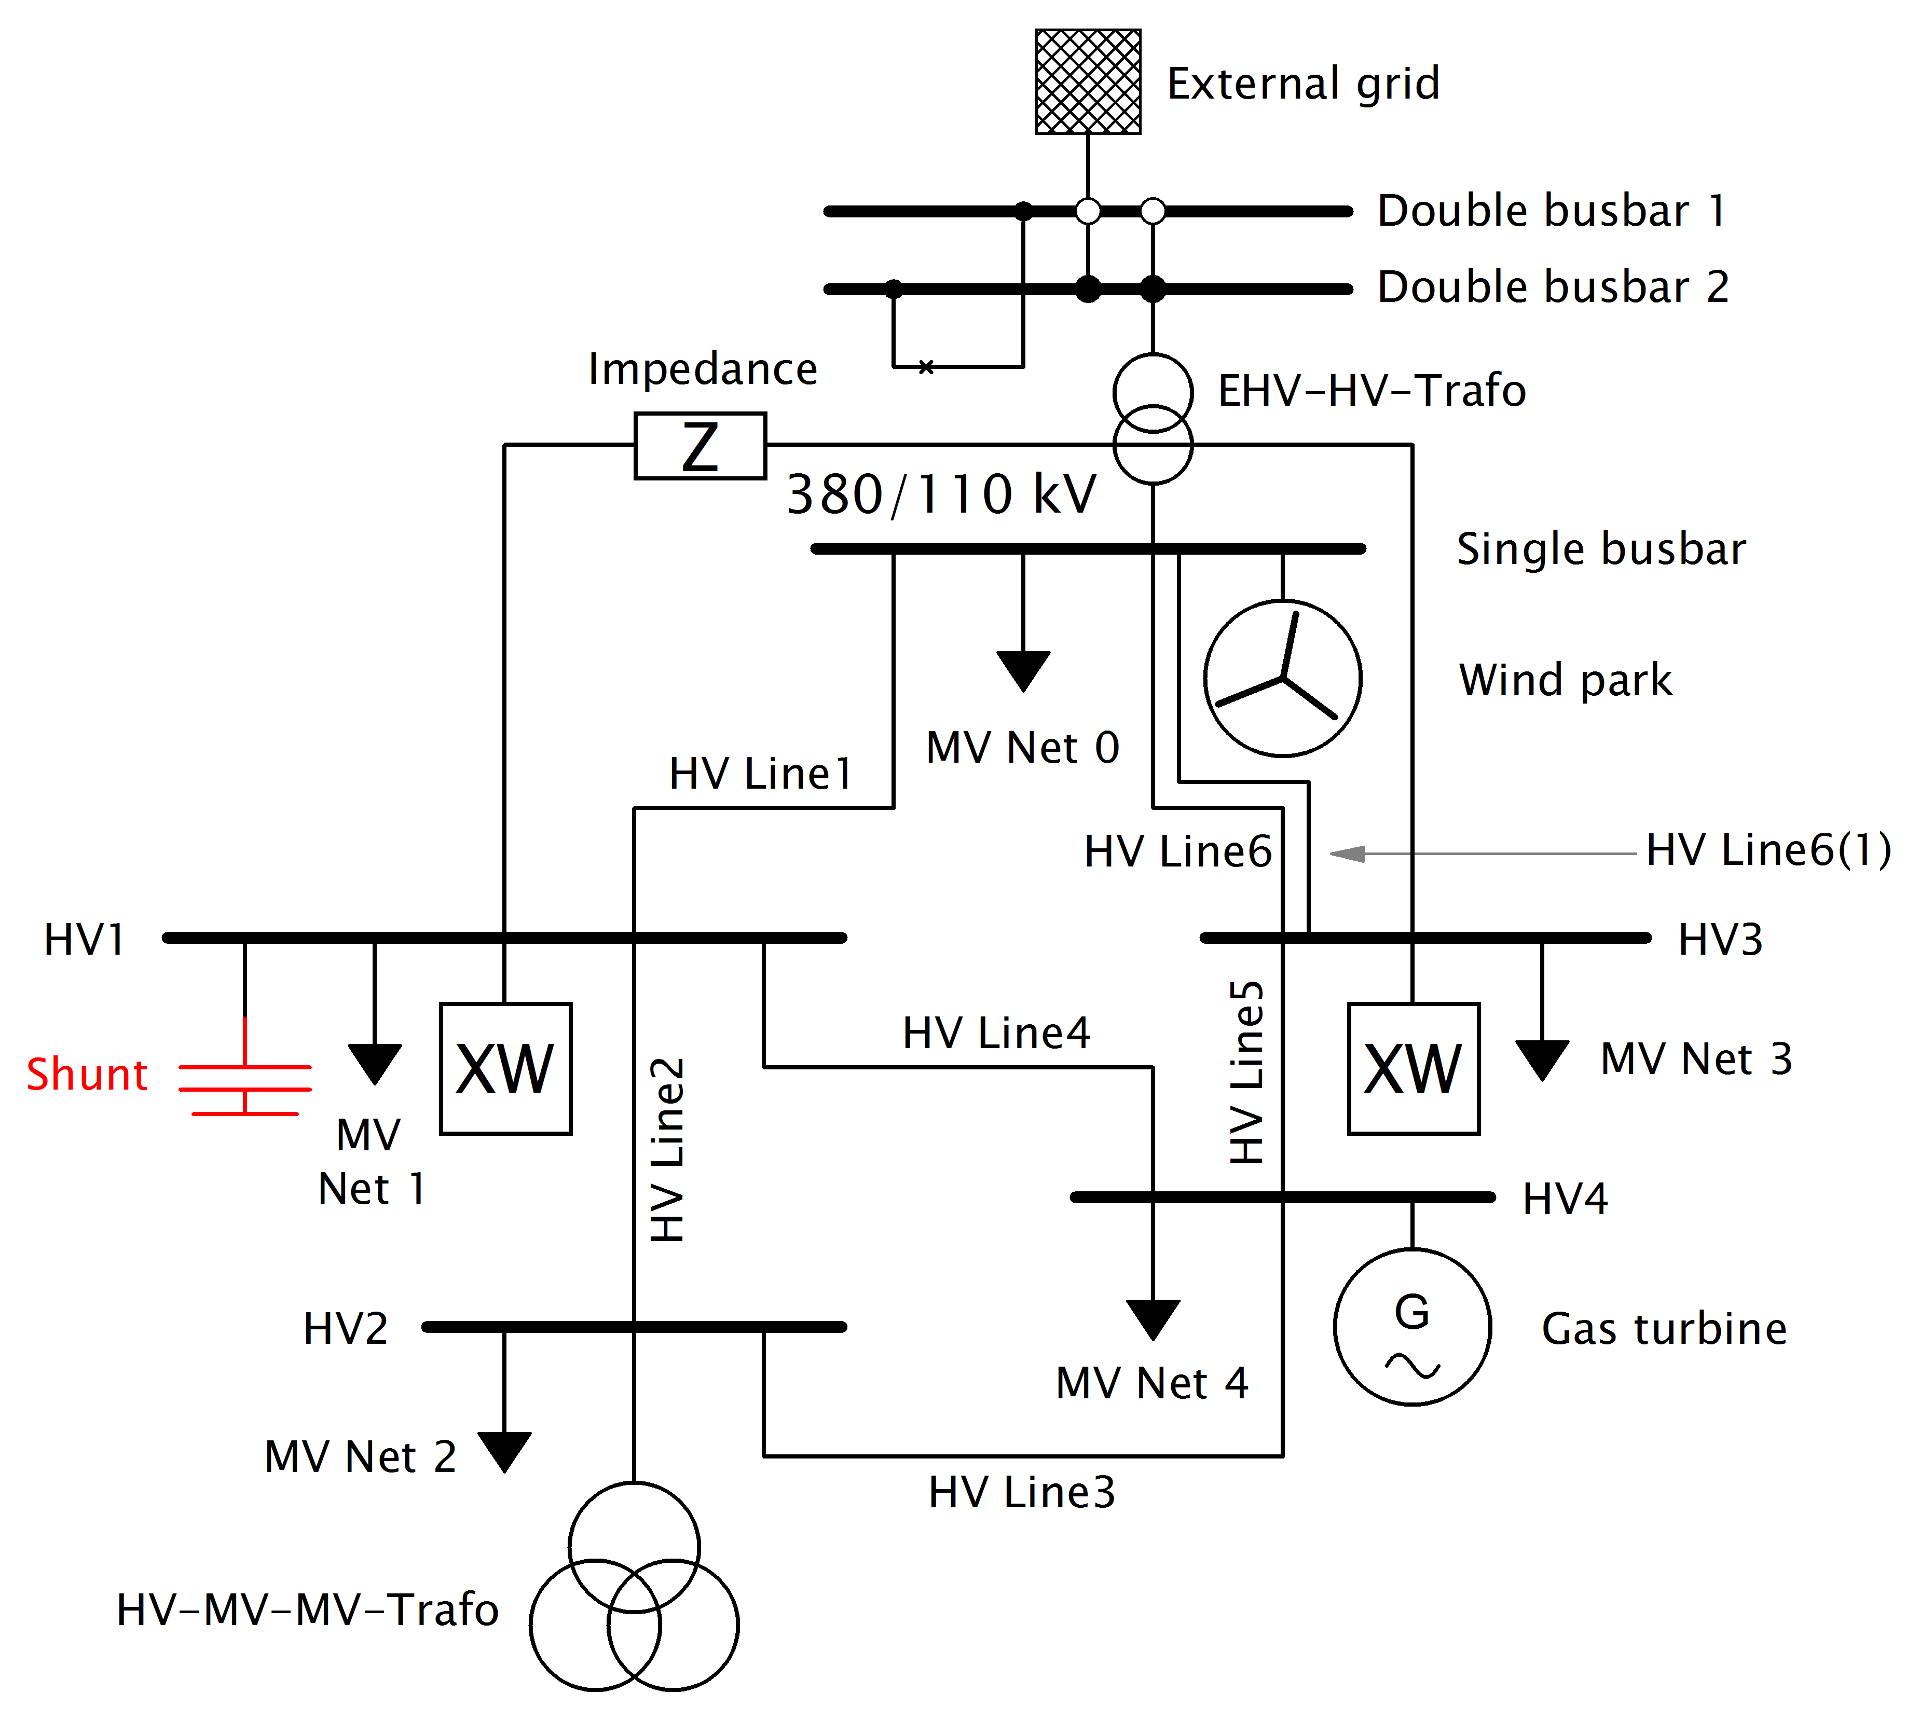 External grid
Double busbar 1
Double busbar 2
Impedance
EHV-HV-Trafo
Z
380/110 kV
Single busbar
Wind park
MV Net 0
HV Line1
HV Line6
HV Line6(1)
HV1
HV3
HV Line5
HV Line4
Shunt
XW
XW
MV Net 3
MV
Net 1
HV Line2
HV4
HV2
G
Gas turbine
MV Net 4
MV Net 2
HV Line3
HV-MV-MV-Trafo